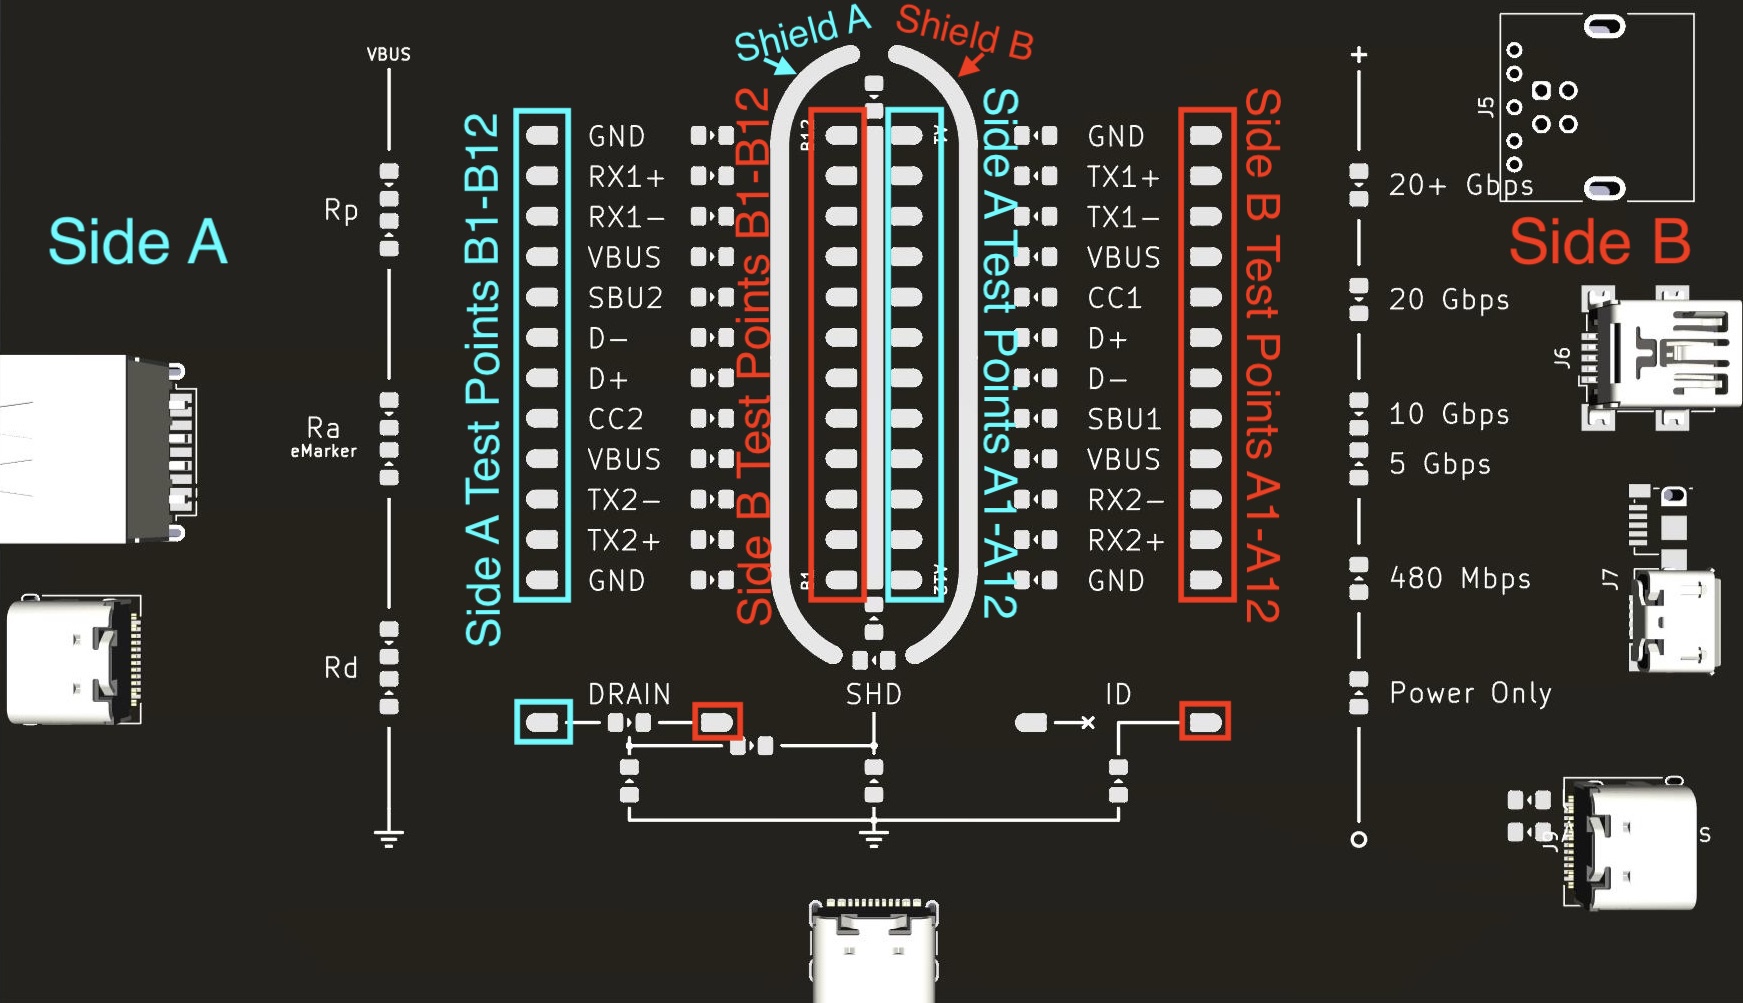 Shield A
Shield B
VBUS
+
J5
Side A
Side B
Side A Test Points B1-B12
Side B Test Points B1-B12
Side A Test Points A1-A12
Side B Test Points A1-A12
B12
A1
B1
A12
GND
RX1+
RX1-
VBUS
SBU2
D-
D+
CC2
VBUS
TX2-
TX2+
GND
GND
TX1+
TX1-
VBUS
CC1
D+
D-
SBU1
VBUS
RX2-
RX2+
GND
Rp
Ra
eMarker
Rd
20+ Gbps
20 Gbps
10 Gbps
5 Gbps
480 Mbps
Power Only
J6
J7
J9
S
DRAIN
SHD
ID